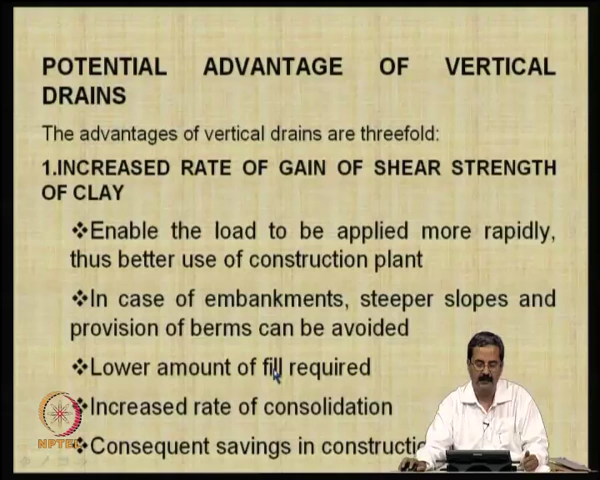 POTENTIAL ADVANTAGE OF VERTICAL
DRAINS
The advantages of vertical drains are threefold:
1.INCREASED RATE OF GAIN OF SHEAR STRENGTH
OF CLAY
❖Enable the load to be applied more rapidly,
thus better use of construction plant
❖In case of embankments, steeper slopes and
provision of berms can be avoided
❖Lower amount of fill required
❖Increased rate of consolidation
❖Consequent savings in
NPTEL